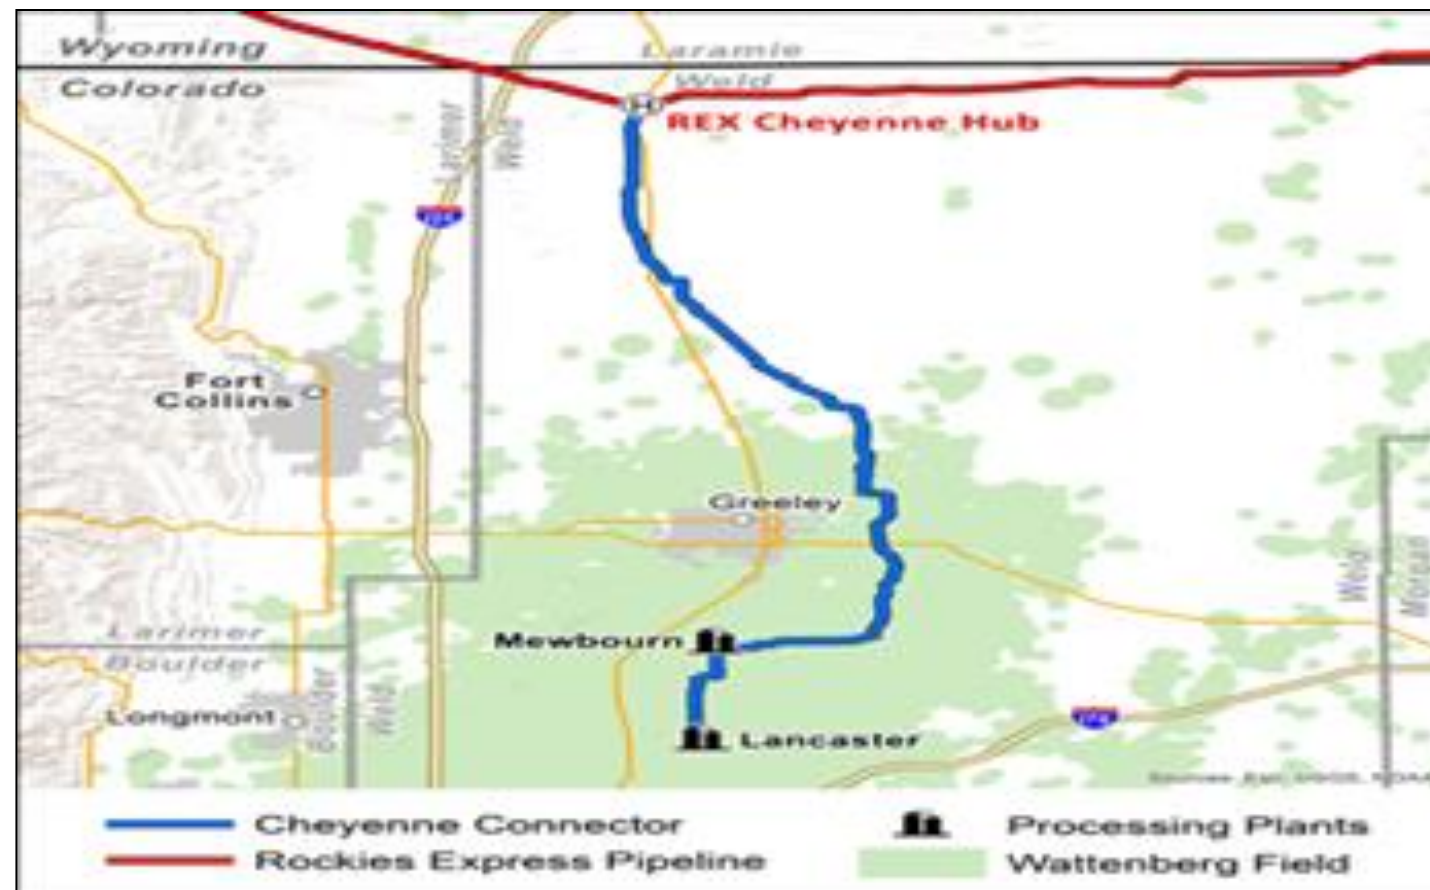 Wyoming
Laramie
Colorado
Weld
H
REX Cheyenne Hub
Larimer
Weld
Fort
Collins
Greeley
Weld
Morgan
Mewbourn
Larimer
Boulder
Longmont
Boulder
Weld
Lancaster
Cheyenne Connector
Processing Plants
Rockies Express Pipeline
Wattenberg Field